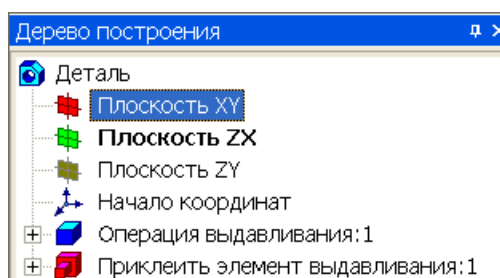 Дерево построения
Деталь
Плоскость XY
Плоскость ZX
Плоскость ZY
Начало координат
Операция выдавливания:1
Приклеить элемент выдавливания:1